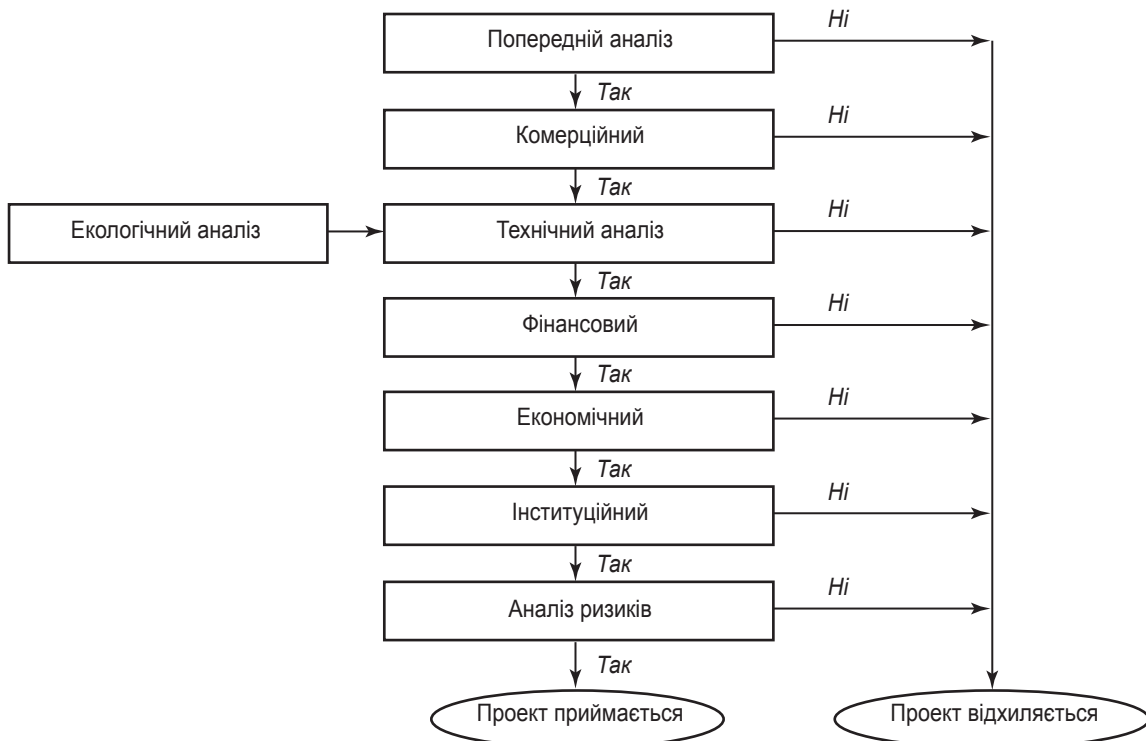 Попередній аналіз
Ні
Так
Комерційний
Ні
Так
Екологічний аналіз
Технічний аналіз
Ні
Так
Фінансовий
Ні
Так
Економічний
Ні
Так
Інституційний
Ні
Так
Аналіз ризиків
Ні
Так
Проект приймається
Проект відхиляється